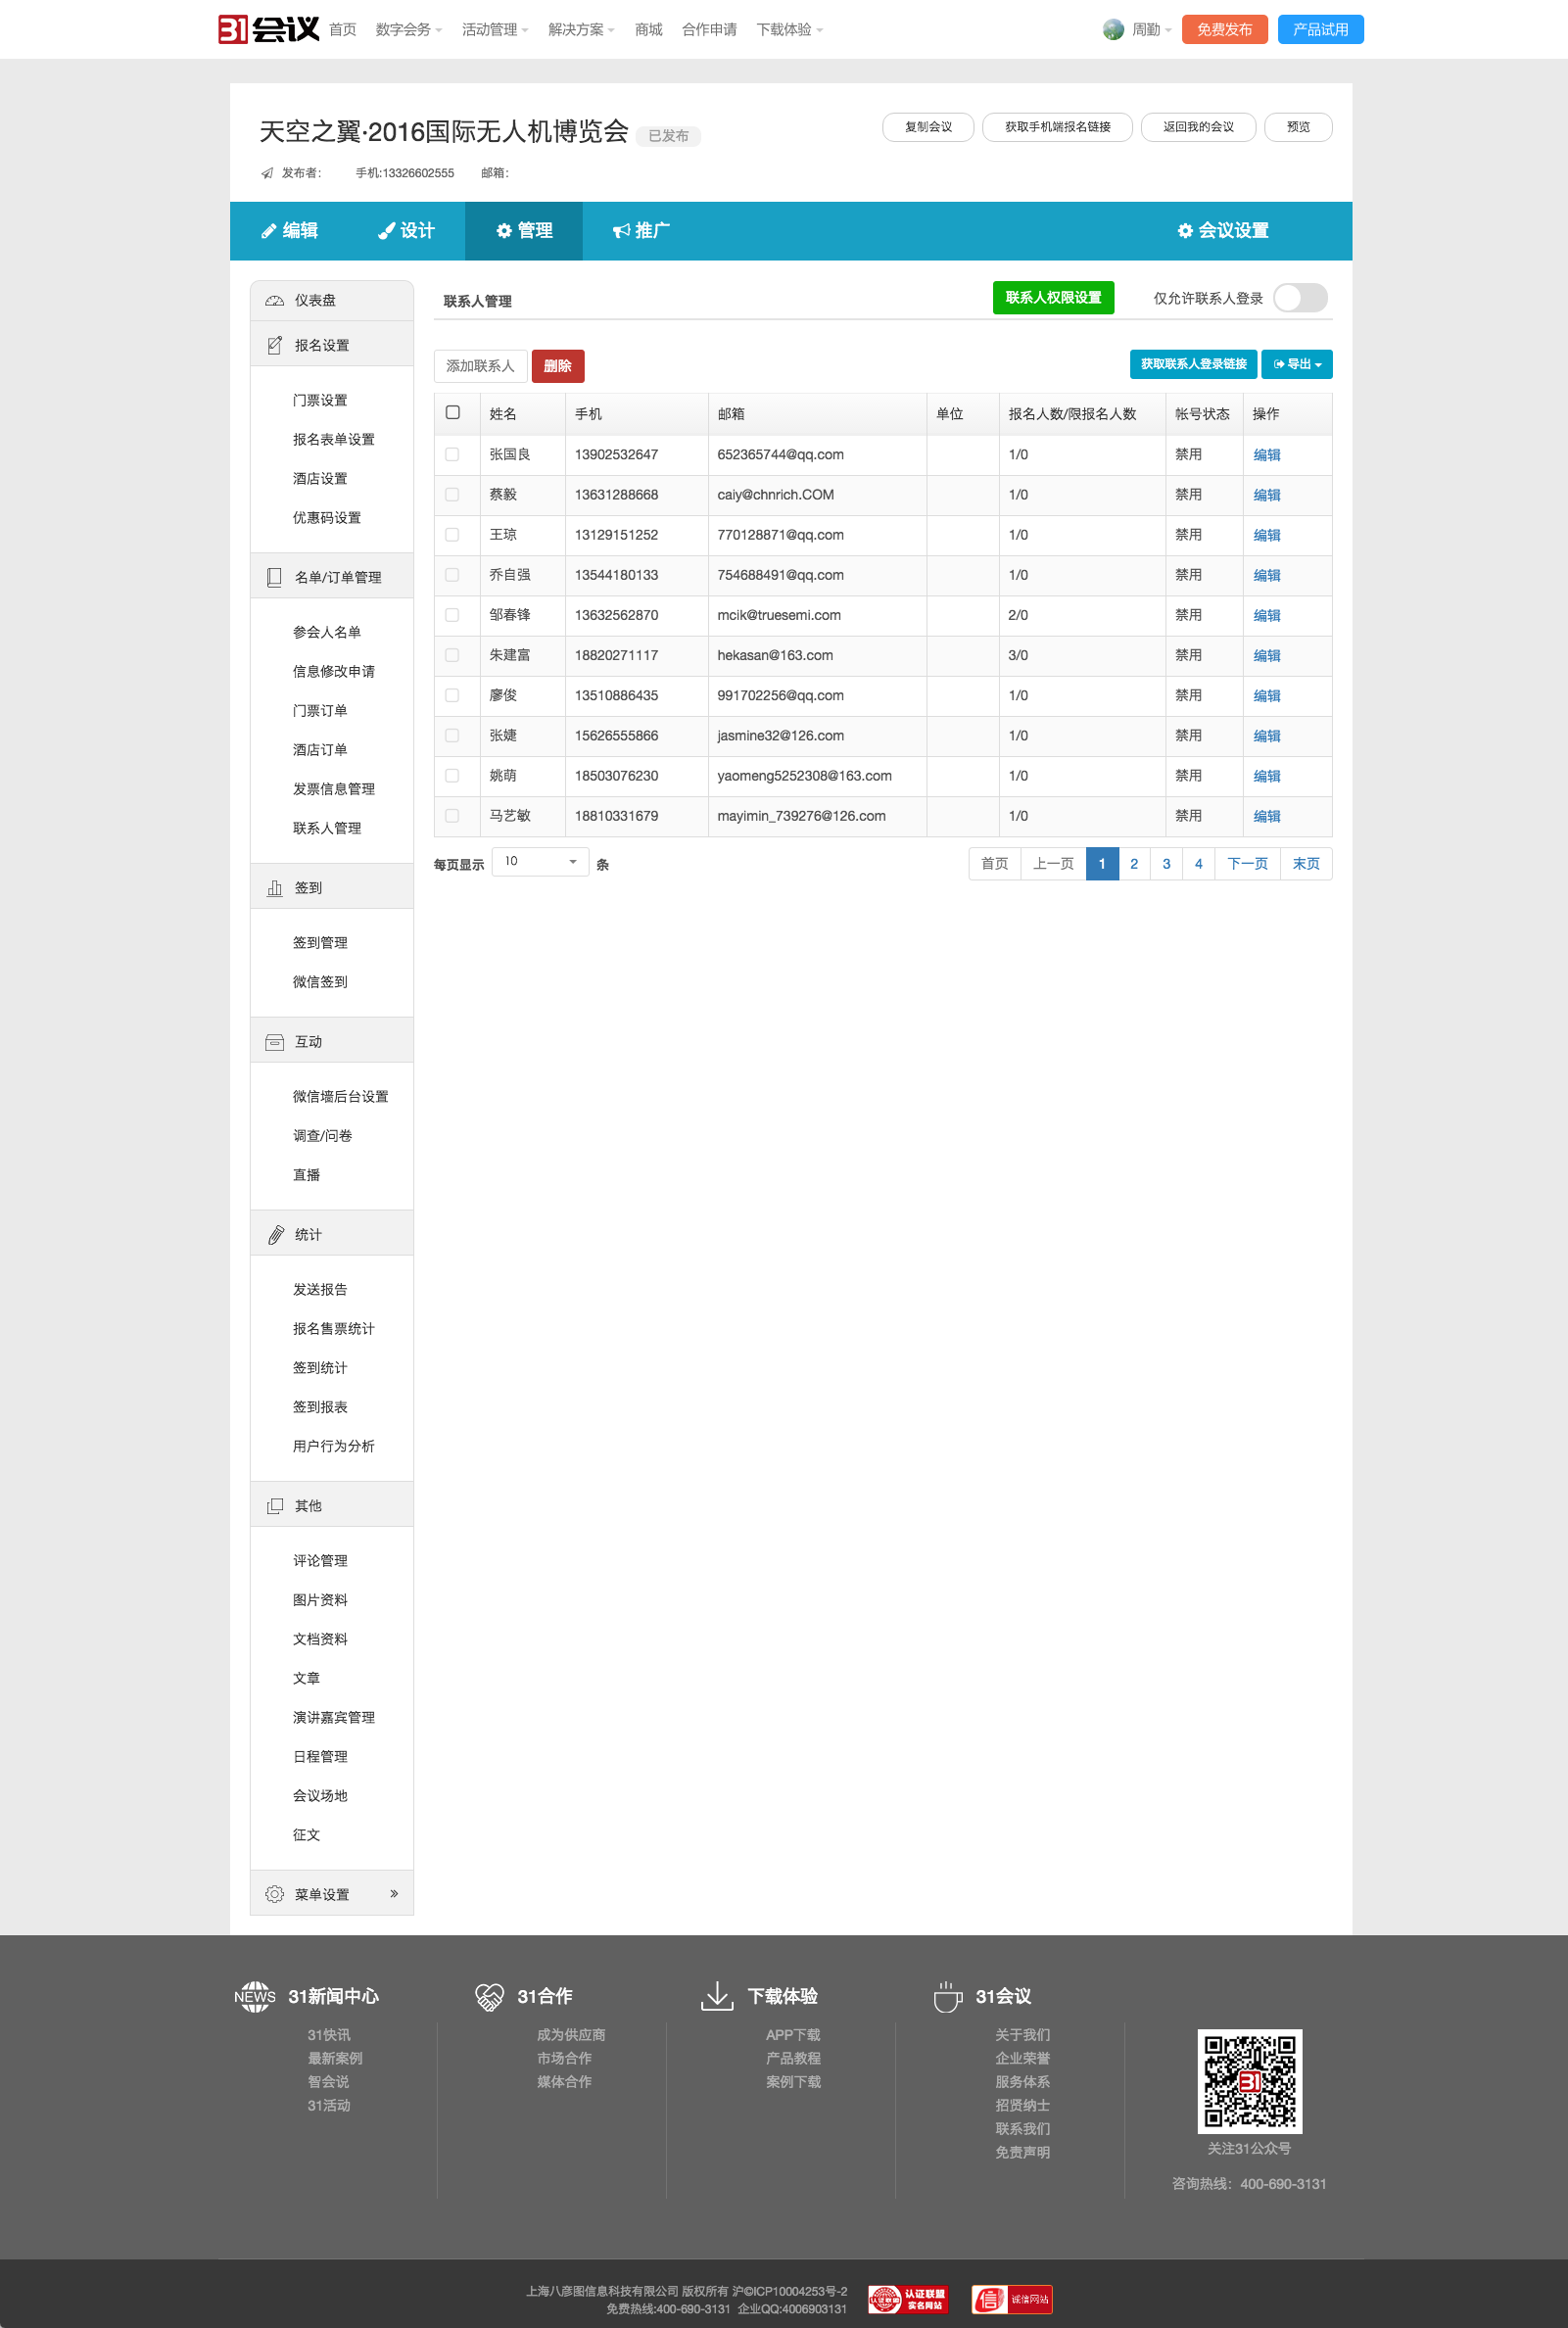 31会议 首页 数字会务 活动管理 解决方案 商城 合作申请 下载体验 周勤 免费发布 产品试用
天空之翼·2016国际无人机博览会 已发布 复制会议 获取手机端报名链接 返回我的会议 预览
发布者: 手机:13326602555 邮箱:
编辑 设计 管理 推广 会议设置
仪表盘
报名设置
门票设置
报名表单设置
酒店设置
优惠码设置
名单/订单管理
参会人名单
信息修改申请
门票订单
酒店订单
发票信息管理
联系人管理
签到
签到管理
微信签到
互动
微信墙后台设置
调查/问卷
直播
统计
发送报告
报名售票统计
签到统计
签到报表
用户行为分析
其他
评论管理
图片资料
文档资料
文章
演讲嘉宾管理
日程管理
会议场地
征文
菜单设置 »
联系人管理 联系人权限设置 仅允许联系人登录
添加联系人 删除 获取联系人登录链接 导出
姓名 手机 邮箱 单位 报名人数/限报名人数 帐号状态 操作
张国良 13902532647 652365744@qq.com 1/0 禁用 编辑
蔡毅 13631288668 caiy@chnrich.COM 1/0 禁用 编辑
王琼 13129151252 770128871@qq.com 1/0 禁用 编辑
乔自强 13544180133 754688491@qq.com 1/0 禁用 编辑
邹春锋 13632562870 mcik@truesemi.com 2/0 禁用 编辑
朱建富 18820271117 hekasan@163.com 3/0 禁用 编辑
廖俊 13510886435 991702256@qq.com 1/0 禁用 编辑
张婕 15626555866 jasmine32@126.com 1/0 禁用 编辑
姚萌 18503076230 yaomeng5252308@163.com 1/0 禁用 编辑
马艺敏 18810331679 mayimin_739276@126.com 1/0 禁用 编辑
每页显示 10 条 首页 上一页 1 2 3 4 下一页 末页
NEWS 31新闻中心
31快讯
最新案例
智会说
31活动
31合作
成为供应商
市场合作
媒体合作
下载体验
APP下载
产品教程
案例下载
31会议
关于我们
企业荣誉
服务体系
招贤纳士
联系我们
免责声明
31
关注31公众号
咨询热线：400-690-3131
上海八彦图信息科技有限公司 版权所有 沪©ICP10004253号-2
免费热线:400-690-3131 企业QQ:4006903131
认证联盟
认证联盟 实名网站
信 诚信网站